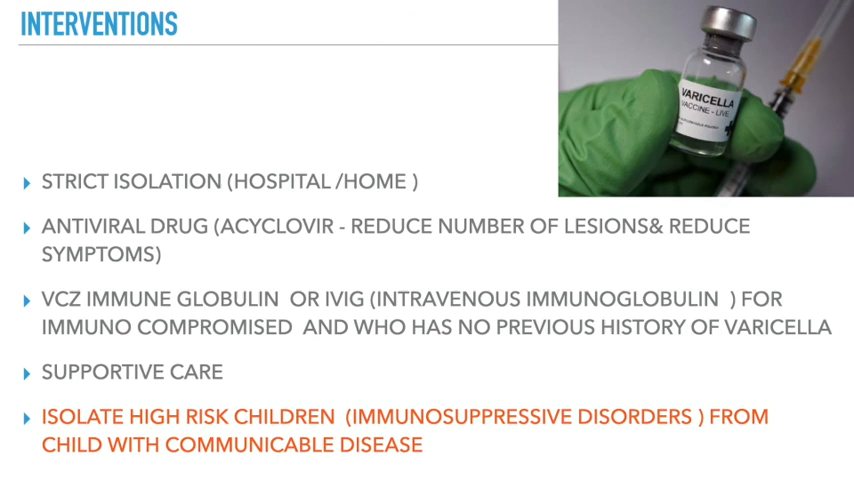 INTERVENTIONS
VARICELLA
VACCINE - LIVE
STRICT ISOLATION (HOSPITAL /HOME )
ANTIVIRAL DRUG (ACYCLOVIR - REDUCE NUMBER OF LESIONS& REDUCE
SYMPTOMS)
VCZ IMMUNE GLOBULIN OR IVIG (INTRAVENOUS IMMUNOGLOBULIN ) FOR
IMMUNO COMPROMISED AND WHO HAS NO PREVIOUS HISTORY OF VARICELLA
SUPPORTIVE CARE
ISOLATE HIGH RISK CHILDREN (IMMUNOSUPPRESSIVE DISORDERS ) FROM
CHILD WITH COMMUNICABLE DISEASE